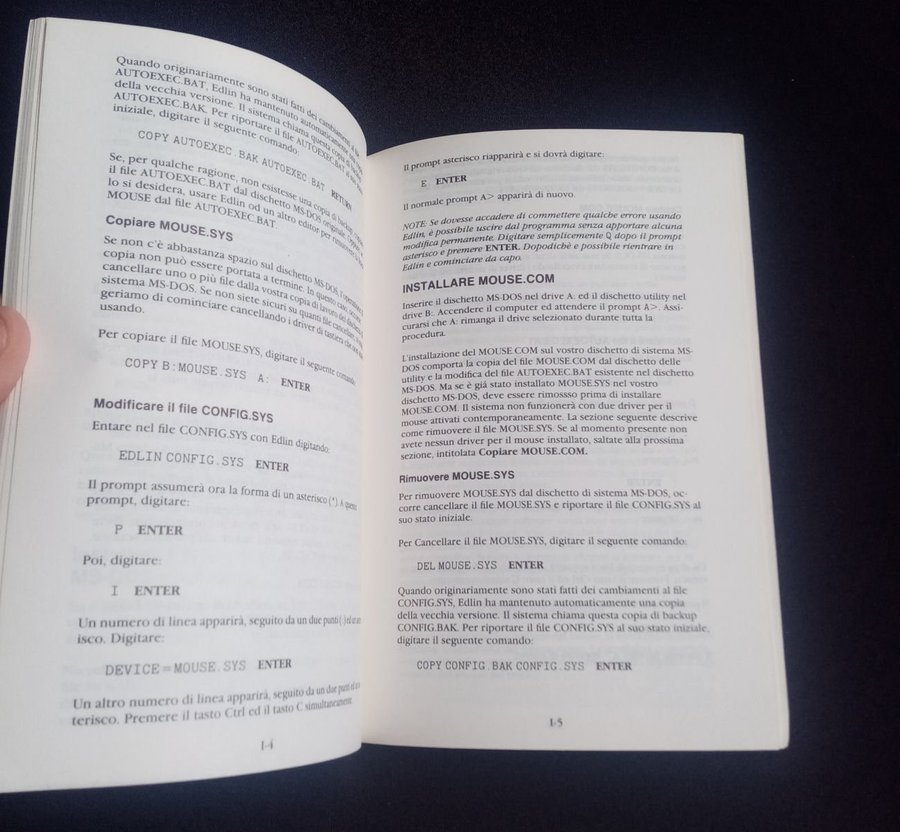 Quando originariamente sono stati fatti dei cambiamenti al file
AUTOEXEC.BAT, Edlin ha mantenuto automaticamente
della vecchia versione. Il sistema chiama questa copia di
AUTOEXEC.BAK. Per riportare il file AUTOEXEC.BAT al suo
iniziale, digitare il seguente comando:
COPY AUTOEXEC.BAK AUTOEXEC.BAT RETURN
Se, per qualche ragione, non esistesse una copia di backup,
il file AUTOEXEC.BAT dal dischetto MS-DOS originale. Oppure, se
lo si desidera, usare Edlin od un altro editor per rimuovere
MOUSE dal file AUTOEXEC.BAT.
Copiare MOUSE.SYS
Se non c'è abbastanza spazio sul dischetto MS-DOS, l'operazione di
copia non può essere portata a termine. In questo caso, occorre
cancellare uno o più file dalla vostra copia di lavoro del dischetto
sistema MS-DOS. Se non siete sicuri su quanti file cancellare,
geriamo di cominciare cancellando i driver di tastiera che non
usando.
Per copiare il file MOUSE.SYS, digitare il seguente comando:
COPY B:MOUSE.SYS A: ENTER
Modificare il file CONFIG.SYS
Entare nel file CONFIG.SYS con Edlin digitando:
EDLIN CONFIG.SYS ENTER
Il prompt assumerà ora la forma di un asterisco (*). A questo
prompt, digitare:
P ENTER
Poi, digitare:
I ENTER
Un numero di linea apparirà, seguito da un due punti (:) ed un aste-
isco. Digitare:
DEVICE=MOUSE.SYS ENTER
Un altro numero di linea apparirà, seguito da un due punti ed un
terisco. Premere il tasto Ctrl ed il tasto C simultaneamente.
1-4
Il prompt asterisco riapparirà e si dovrà digitare:
E ENTER
Il normale prompt A> apparirà di nuovo.
NOTE: Se dovesse accadere di commettere qualche errore usando
Edlin, è possibile uscire dal programma senza apportare alcuna
modifica permanente. Digitare semplicemente Q dopo il prompt
asterisco e premere ENTER. Dopodichè e possibile rientrare in
Edlin e cominciare da capo.
INSTALLARE MOUSE.COM
Inserire il dischetto MS-DOS nel drive A: ed il dischetto utility nel
drive B: Accendere il computer ed attendere il prompt A>. Assi-
curarsi che A: rimanga il drive selezionato durante tutta la
procedura.
L'installazione del MOUSE.COM sul vostro dischetto di sistema MS-
DOS comporta la copia del file MOUSE.COM dal dischetto delle
utility e la modifica del file AUTOEXEC.BAT esistente nel dischetto
MS-DOS. Ma se è giá stato installato MOUSE.SYS nel vostro
dischetto MS-DOS, deve essere rimossso prima di installare
MOUSE.COM. Il sistema non funzionerà con due driver per il
mouse attivati contemporaneamente. La sezione seguente descrive
come rimuovere il file MOUSE.SYS. Se al momento presente non
avete nessun driver per il mouse installato, saltate alla prossima
sezione, intitolata Copiare MOUSE.COM.
Rimuovere MOUSE.SYS
Per rimuovere MOUSE.SYS dal dischetto di sistema MS-DOS, oc-
corre cancellare il file MOUSE.SYS e riportare il file CONFIG.SYS al
suo stato iniziale.
Per Cancellare il file MOUSE.SYS, digitare il seguente comando:
DEL MOUSE.SYS ENTER
Quando originariamente sono stati fatti dei cambiamenti al file
CONFIG.SYS, Edlin ha mantenuto automaticamente una copia
della vecchia versione. Il sistema chiama questa copia di backup
CONFIG.BAK. Per riportare il file CONFIG.SYS al suo stato iniziale,
digitare il seguente comando:
COPY CONFIG.BAK CONFIG.SYS ENTER
1-5